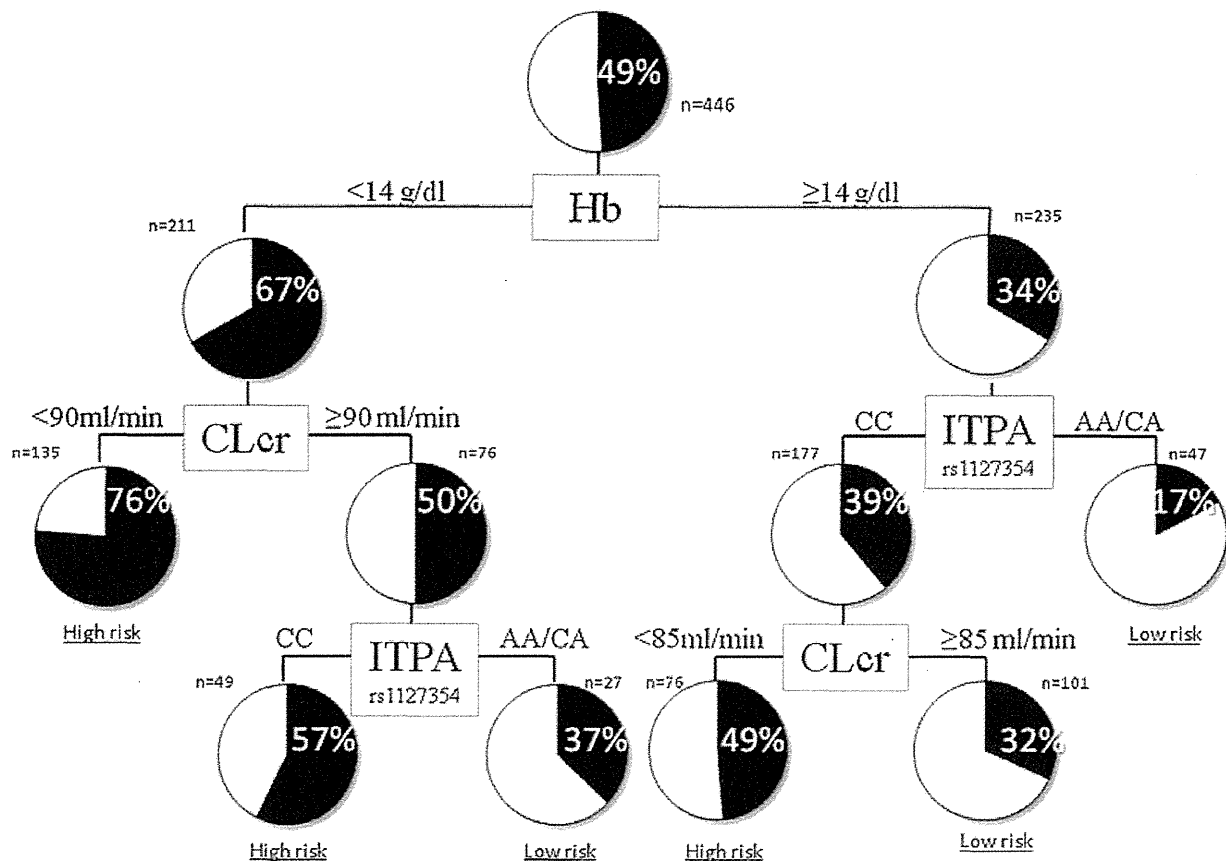 49%
n=446
<14 g/dl
Hb
≥14 g/dl
n=211
67%
n=235
34%
<90ml/min
CLcr
≥90 ml/min
n=135
76%
n=76
50%
CC
ITPA
rs1127354
AA/CA
n=177
39%
n=47
17%
High risk
Low risk
CC
ITPA
rs1127354
AA/CA
n=49
57%
n=27
37%
High risk
Low risk
<85ml/min
CLcr
≥85 ml/min
n=76
49%
n=101
32%
High risk
Low risk